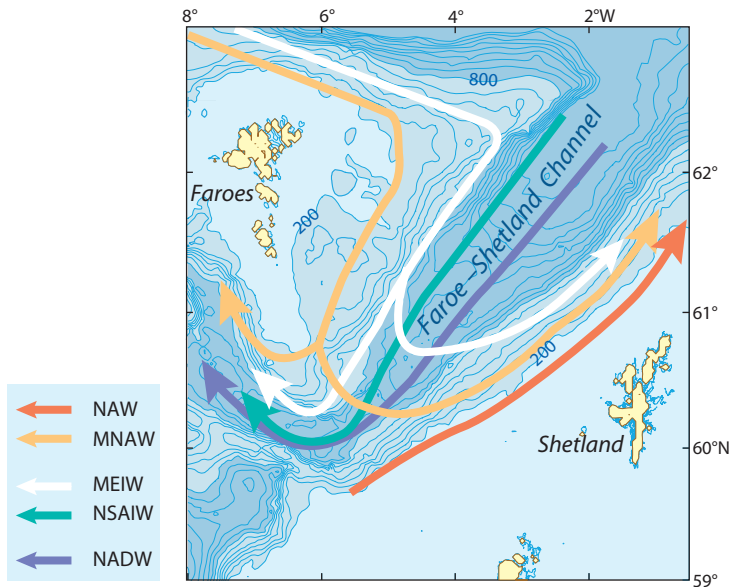 8°
6°
4°
2°W
800
Faroe–Shetland Channel
62°
Faroes
200
61°
200
NAW
MNAW
Shetland
60°N
MEIW
NSAIW
NADW
59°